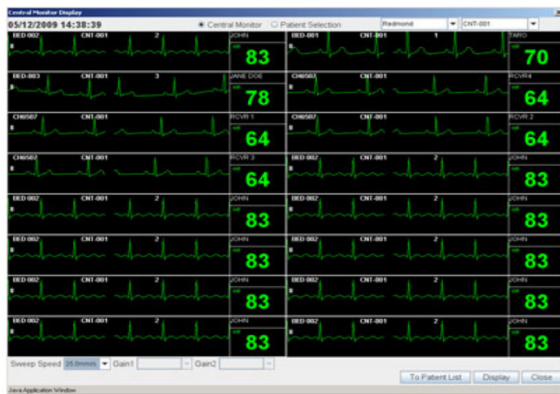 Central Monitor Display
05/12/2009 14:38:39 Central Monitor Patient Selection Redmond CNT-001
BED 002 CNT-001 2 JOHN 83
BED-001 CNT-001 1 TARO 70
BED-003 CNT-001 3 JANE DOE 78
CH6587 CNT-001 RCVR4 64
CH6587 CNT-001 RCVR 1 64
CH6587 CNT-001 RCVR 2 64
CH6587 CNT-001 RCVR 3 64
BED 002 CNT-001 2 JOHN 83
BED 002 CNT-001 2 JOHN 83
BED 002 CNT-001 2 JOHN 83
BED 002 CNT-001 2 JOHN 83
BED 002 CNT-001 2 JOHN 83
BED 002 CNT-001 2 JOHN 83
BED 002 CNT-001 2 JOHN 83
BED 002 CNT-001 2 JOHN 83
BED 002 CNT-001 2 JOHN 83
Sweep Speed 25.0mm/s Gain1 Gain2
To Patient List Display Close
Java Application Window